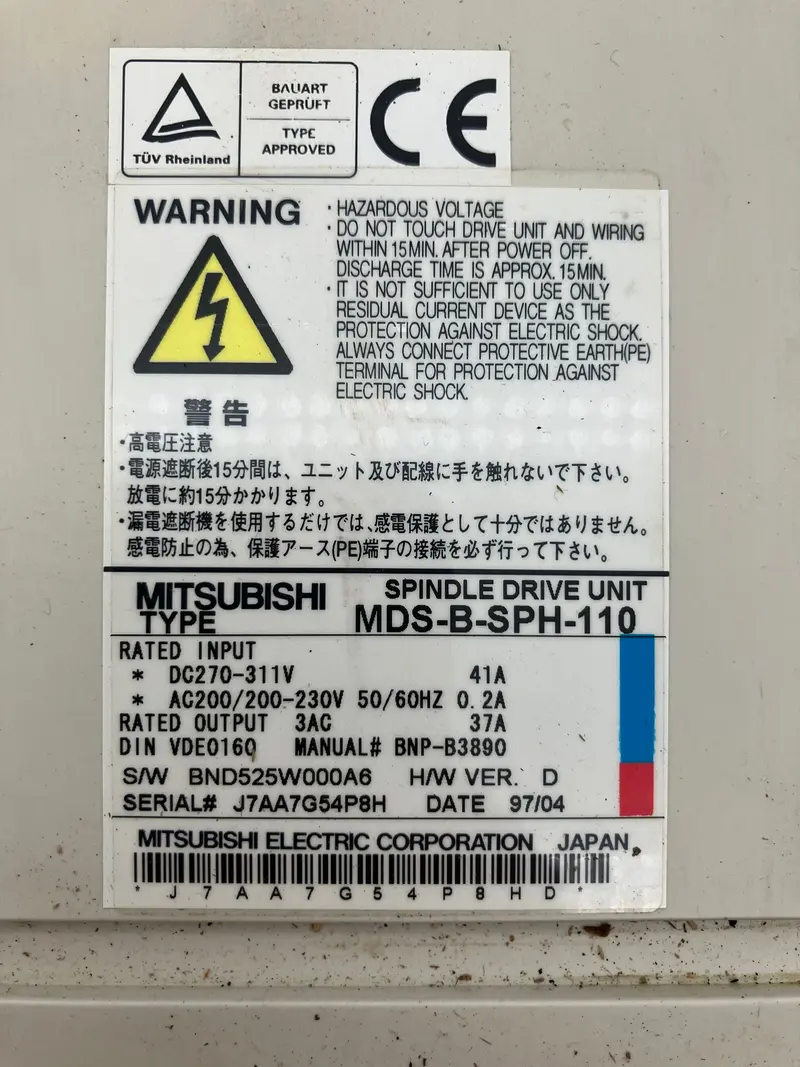 TÜV Rheinland
BAUART
GEPRÜFT
TYPE
APPROVED
CE
WARNING
・HAZARDOUS VOLTAGE
・DO NOT TOUCH DRIVE UNIT AND WIRING
WITHIN 15MIN. AFTER POWER OFF.
DISCHARGE TIME IS APPROX. 15MIN.
・IT IS NOT SUFFICIENT TO USE ONLY
RESIDUAL CURRENT DEVICE AS THE
PROTECTION AGAINST ELECTRIC SHOCK.
ALWAYS CONNECT PROTECTIVE EARTH(PE)
TERMINAL FOR PROTECTION AGAINST
ELECTRIC SHOCK.
警告
・高電圧注意
・電源遮断後15分間は、ユニット及び配線に手を触れないで下さい。
放電に約15分かかります。
・漏電遮断機を使用するだけでは、感電保護として十分ではありません。
感電防止の為、保護アース(PE)端子の接続を必ず行って下さい。
MITSUBISHI SPINDLE DRIVE UNIT
TYPE MDS-B-SPH-110
RATED INPUT
* DC270-311V 41A
* AC200/200-230V 50/60HZ 0.2A
RATED OUTPUT 3AC 37A
DIN VDE0160 MANUAL# BNP-B3890
S/W BND525W000A6 H/W VER. D
SERIAL# J7AA7G54P8H DATE 97/04
MITSUBISHI ELECTRIC CORPORATION JAPAN
* J 7 A A 7 G 5 4 P 8 H D *